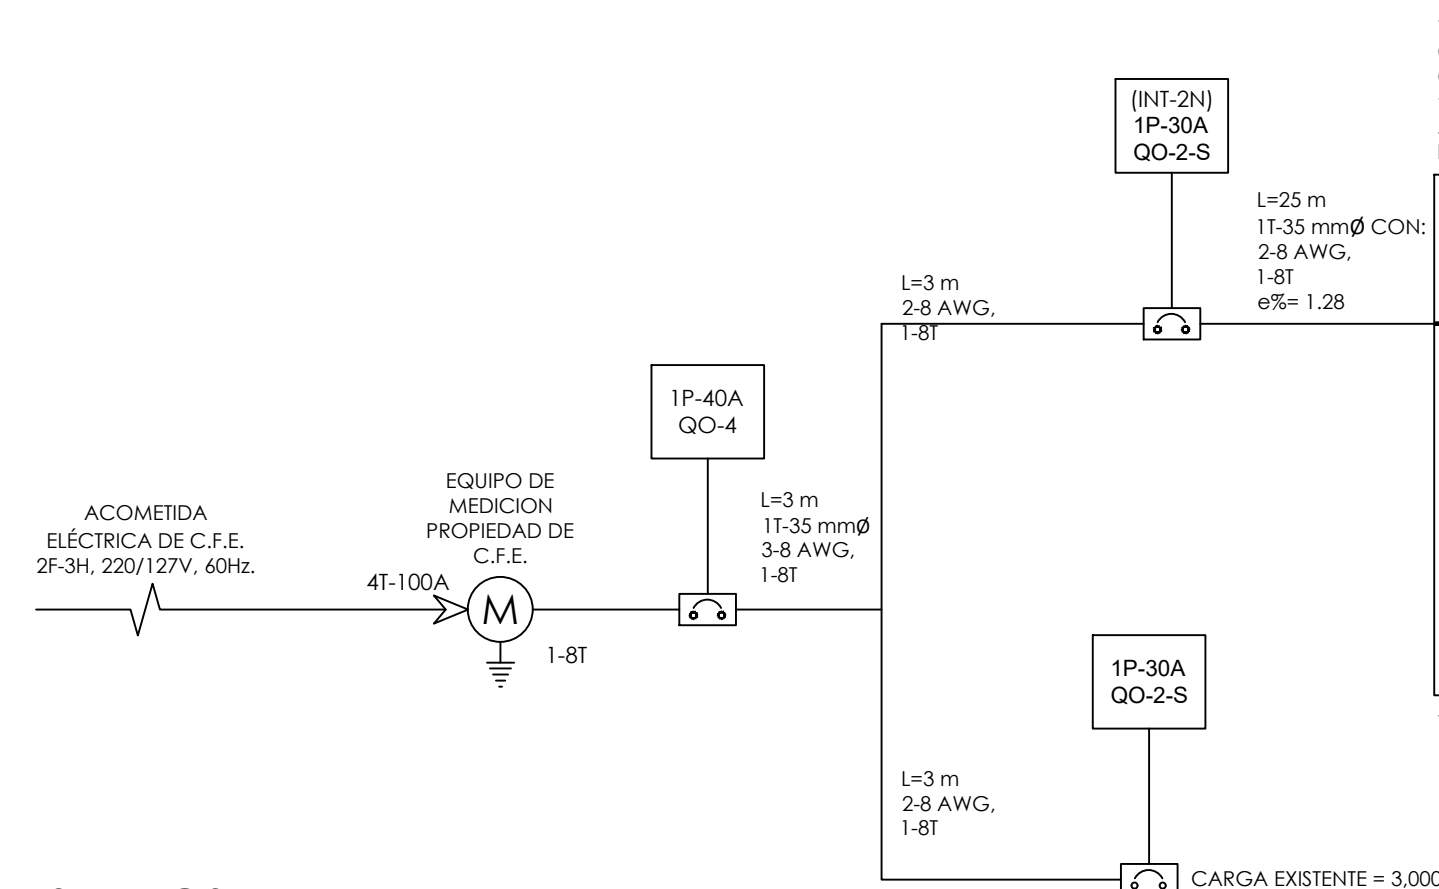 ACOMETIDA
ELÉCTRICA DE C.F.E.
2F-3H, 220/127V, 60Hz.
4T-100A
EQUIPO DE
MEDICION
PROPIEDAD DE
C.F.E.
M
1-8T
1P-40A
QO-4
L=3 m
1T-35 mmØ
3-8 AWG,
1-8T
L=3 m
2-8 AWG,
1-8T
(INT-2N)
1P-30A
QO-2-S
L=25 m
1T-35 mmØ CON:
2-8 AWG,
1-8T
e%= 1.28
1P-30A
QO-2-S
L=3 m
2-8 AWG,
1-8T
CARGA EXISTENTE = 3,000